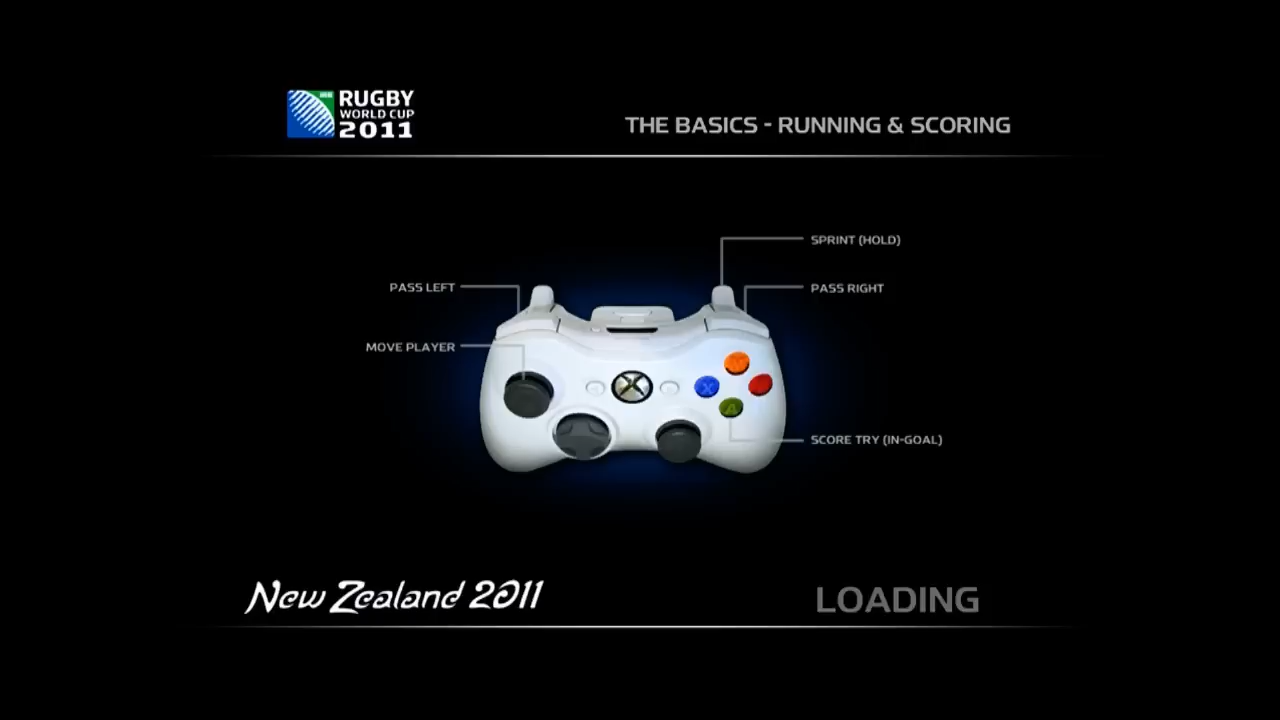 RUGBY
WORLD CUP
2011
THE BASICS - RUNNING & SCORING
SPRINT (HOLD)
PASS LEFT
PASS RIGHT
MOVE PLAYER
X
A
SCORE TRY (IN-GOAL)
New Zealand 2011
LOADING